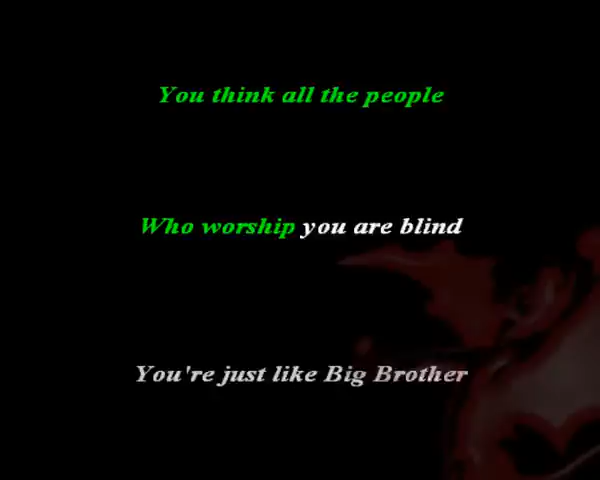 You think all the people
Who worship you are blind
You're just like Big Brother